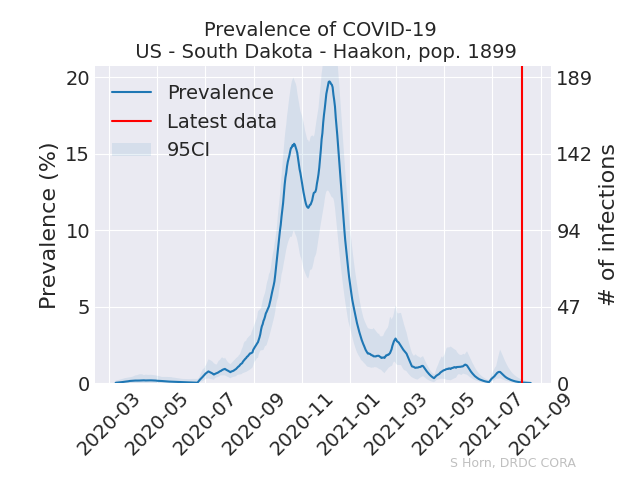 Prevalence of COVID-19
US - South Dakota - Haakon, pop. 1899
Prevalence
Latest data
95CI
Prevalence (%)
20
15
10
5
0
189
142
94
47
0
# of infections
2020-03
2020-05
2020-07
2020-09
2020-11
2021-01
2021-03
2021-05
2021-07
2021-09
S Horn, DRDC CORA